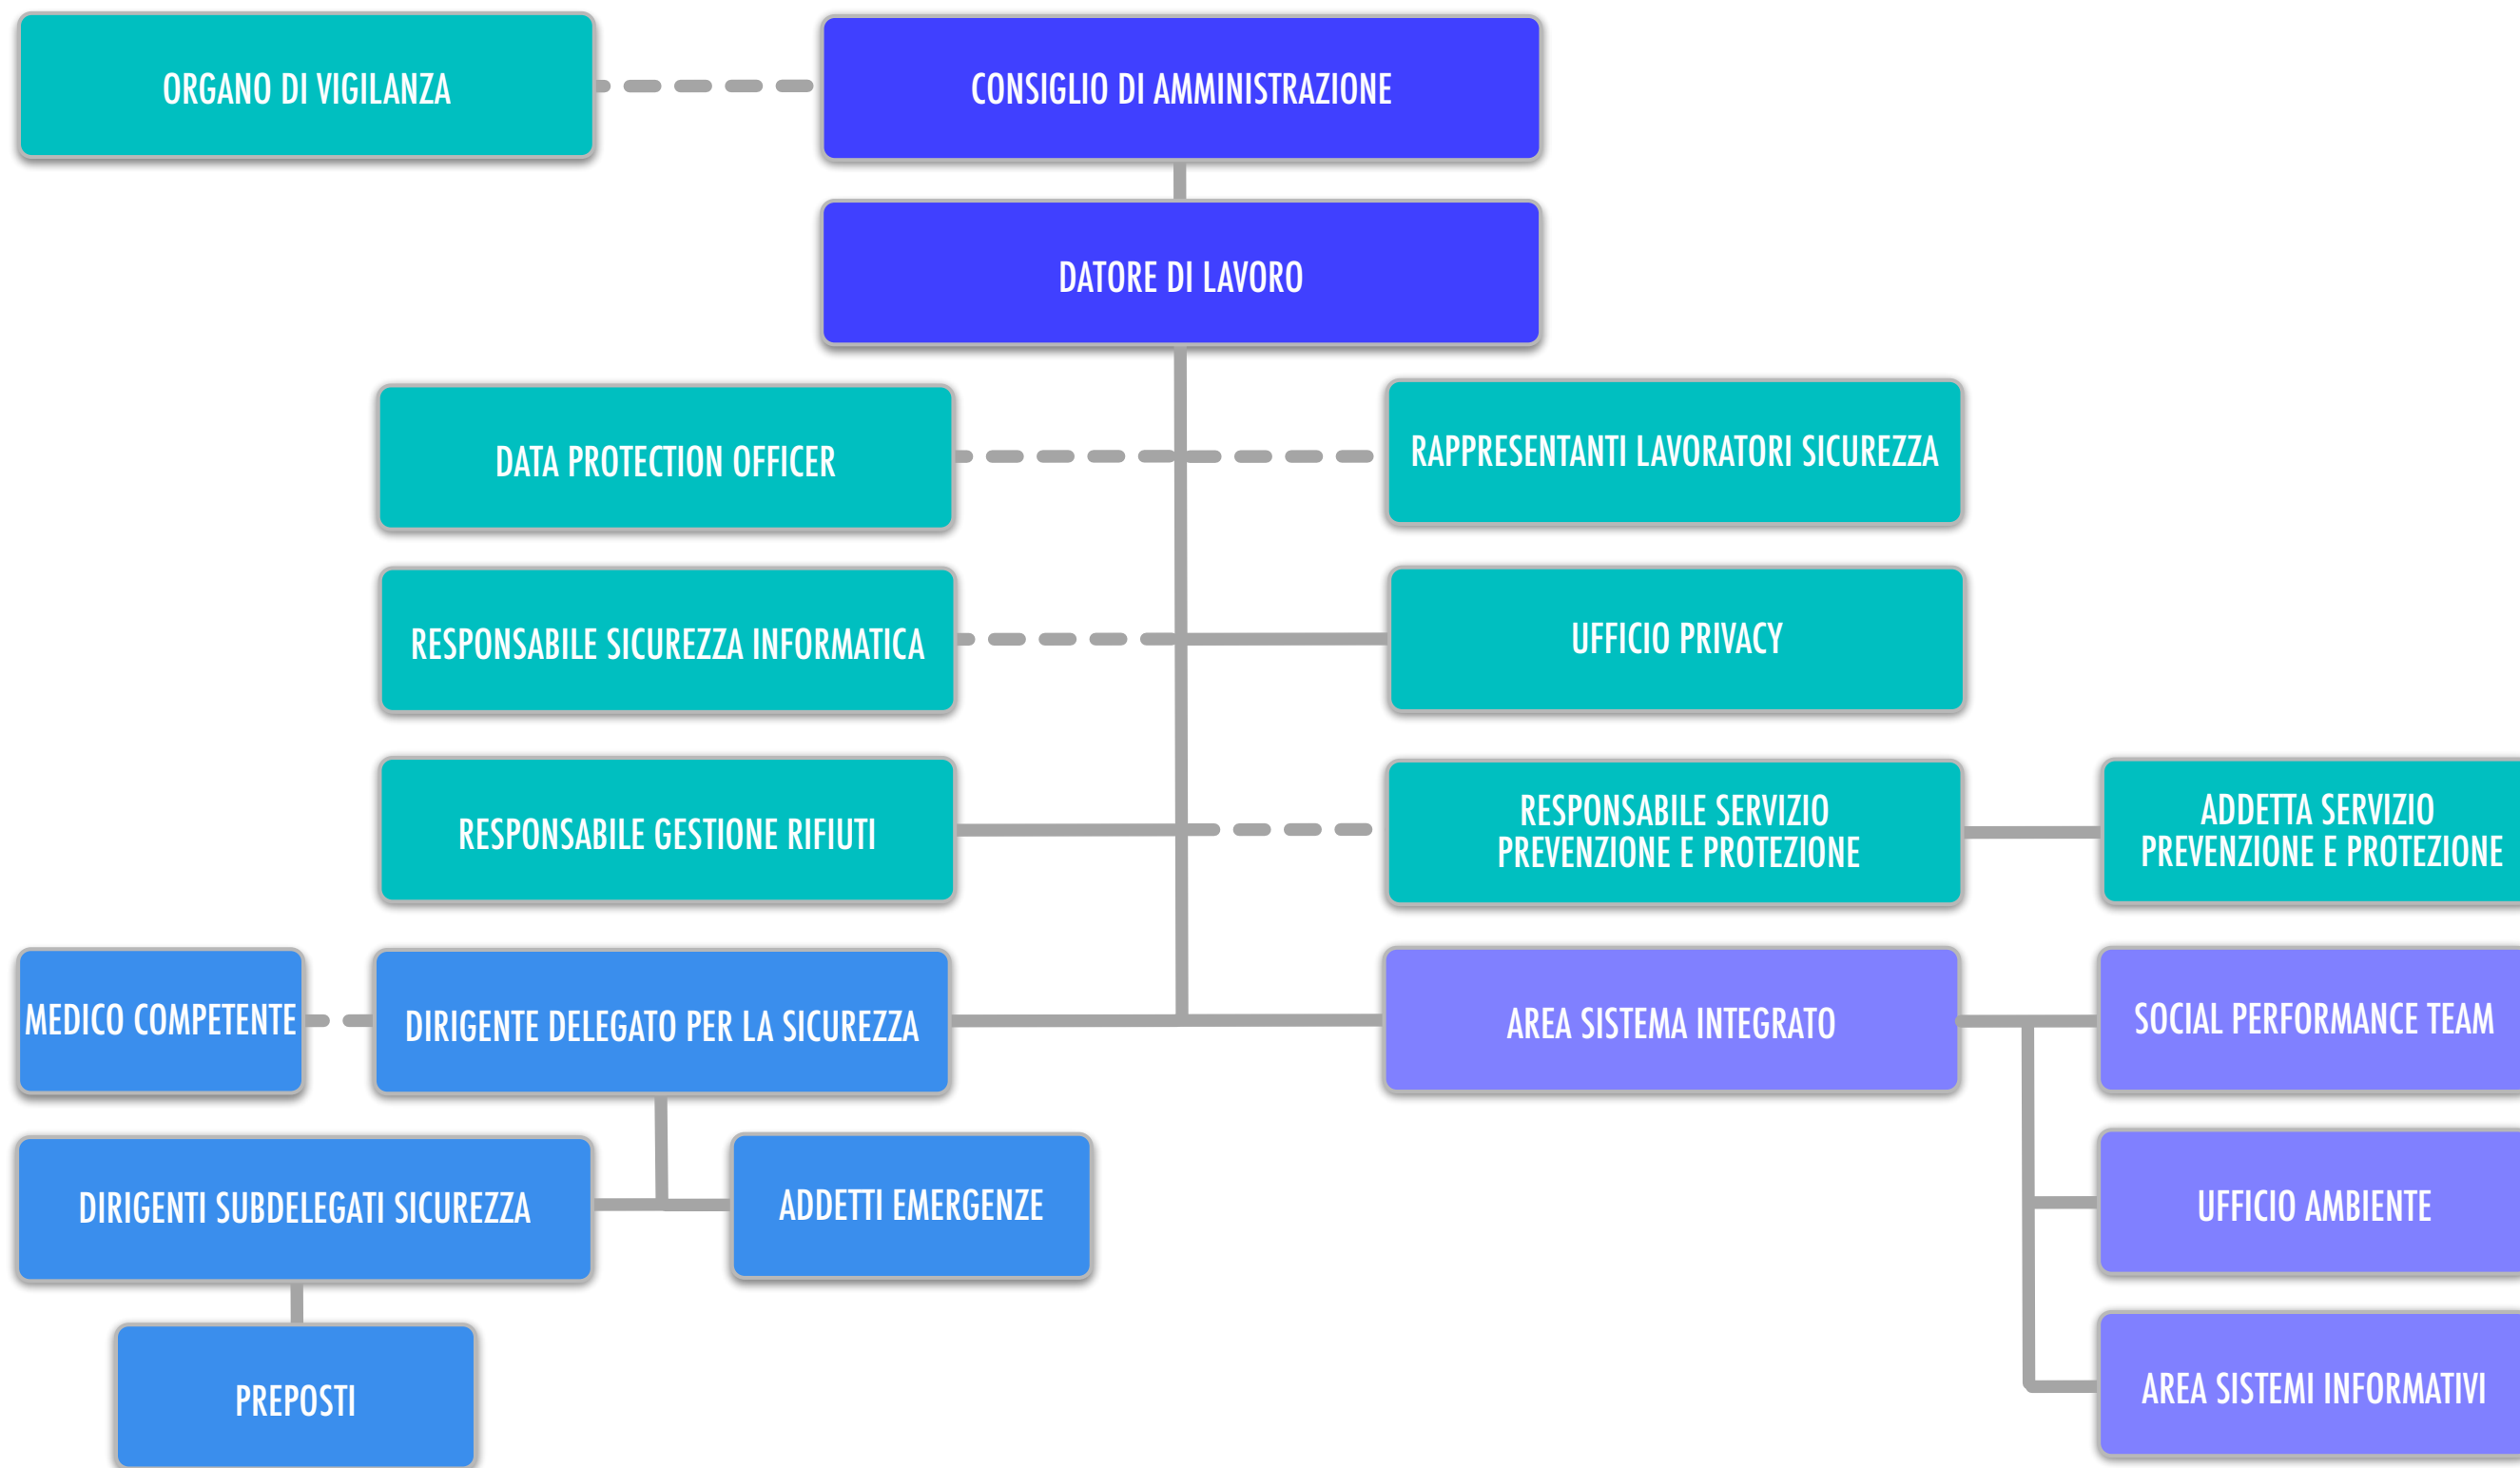 ORGANO DI VIGILANZA
CONSIGLIO DI AMMINISTRAZIONE
DATORE DI LAVORO
DATA PROTECTION OFFICER
RAPPRESENTANTI LAVORATORI SICUREZZA
RESPONSABILE SICUREZZA INFORMATICA
UFFICIO PRIVACY
RESPONSABILE GESTIONE RIFIUTI
RESPONSABILE SERVIZIO
PREVENZIONE E PROTEZIONE
ADDETTA SERVIZIO
PREVENZIONE E PROTEZIONE
MEDICO COMPETENTE
DIRIGENTE DELEGATO PER LA SICUREZZA
AREA SISTEMA INTEGRATO
SOCIAL PERFORMANCE TEAM
DIRIGENTI SUBDELEGATI SICUREZZA
ADDETTI EMERGENZE
UFFICIO AMBIENTE
PREPOSTI
AREA SISTEMI INFORMATIVI